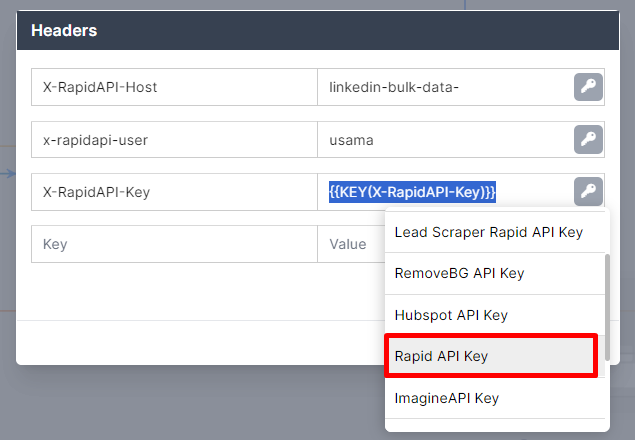 Headers
X-RapidAPI-Host linkedin-bulk-data-
x-rapidapi-user usama
X-RapidAPI-Key {{KEY(X-RapidAPI-Key)}}
Key Value
Lead Scraper Rapid API Key
RemoveBG API Key
Hubspot API Key
Rapid API Key
ImagineAPI Key